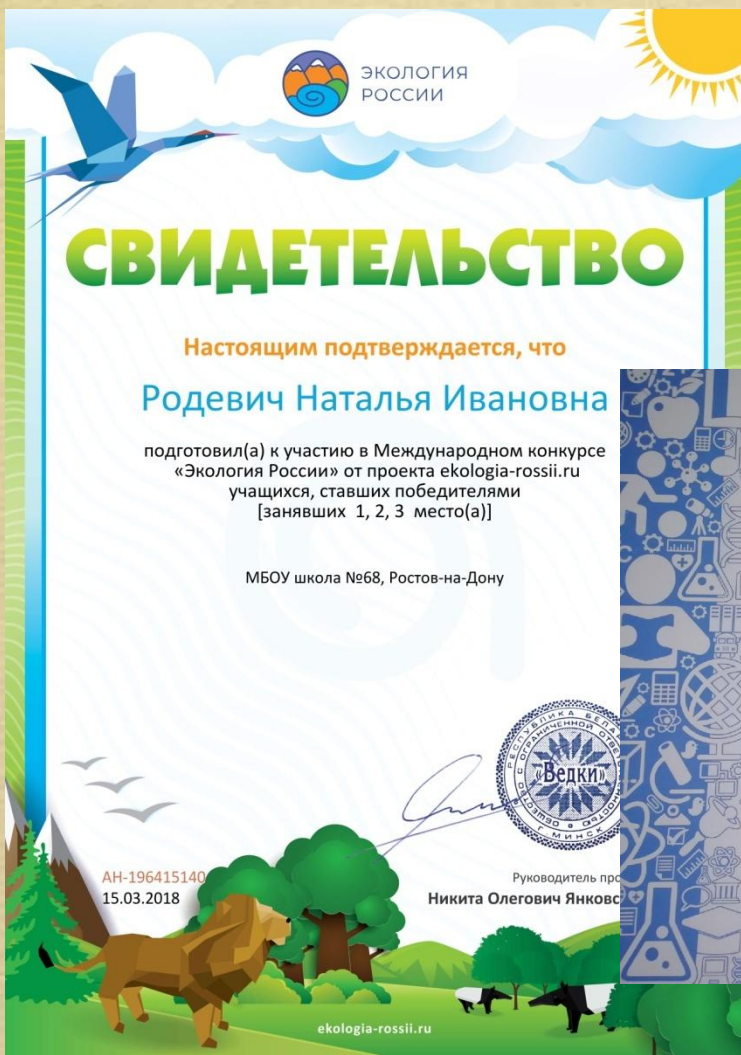 ЭКОЛОГИЯ
РОССИИ
СВИДЕТЕЛЬСТВО
Настоящим подтверждается, что
Родевич Наталья Ивановна
подготовил(а) к участию в Международном конкурсе
«Экология России» от проекта ekologia-rossii.ru
учащихся, ставших победителями
[занявших 1, 2, 3 место(а)]
МБОУ школа №68, Ростов-на-Дону
«Ведки»
Г. МИНСК
АН-196415140
15.03.2018
Руководитель
Никита Олегович
ekologia-rossii.ru